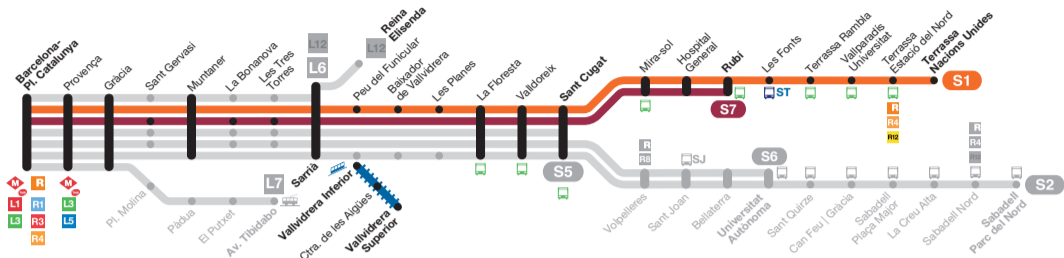 Barcelona-
Pl. Catalunya
Provença
Gràcia
Sant Gervasi
Muntaner
La Bonanova
Les Tres
Torres
L12
L6
L12
Reina
Elisenda
Sarrià
Peu del Funicular
Baixador
de Vallvidrera
Les Planes
La Floresta
Valldoreix
Sant Cugat
Mira-sol
Hospital
General
Rubí
Les Fonts
Terrassa Rambla
Vallparadís
Universitat
Terrassa
Estació del Nord
Terrassa
Nacions Unides
S1
S7
ST
R
R4
R12
M
L1
L3
R
R1
R3
R4
M
L3
L5
Pl. Molina
Pàdua
El Putxet
Av. Tibidabo
L7
Vallvidrera Inferior
Ctra. de les Aigües
Vallvidrera
Superior
S5
R
R8
SJ
S6
R
R4
R12
S2
Volpelleres
Sant Joan
Bellaterra
Universitat
Autònoma
Sant Quirze
Can Feu | Gràcia
Sabadell
Plaça Major
La Creu Alta
Sabadell Nord
Sabadell
Parc del Nord